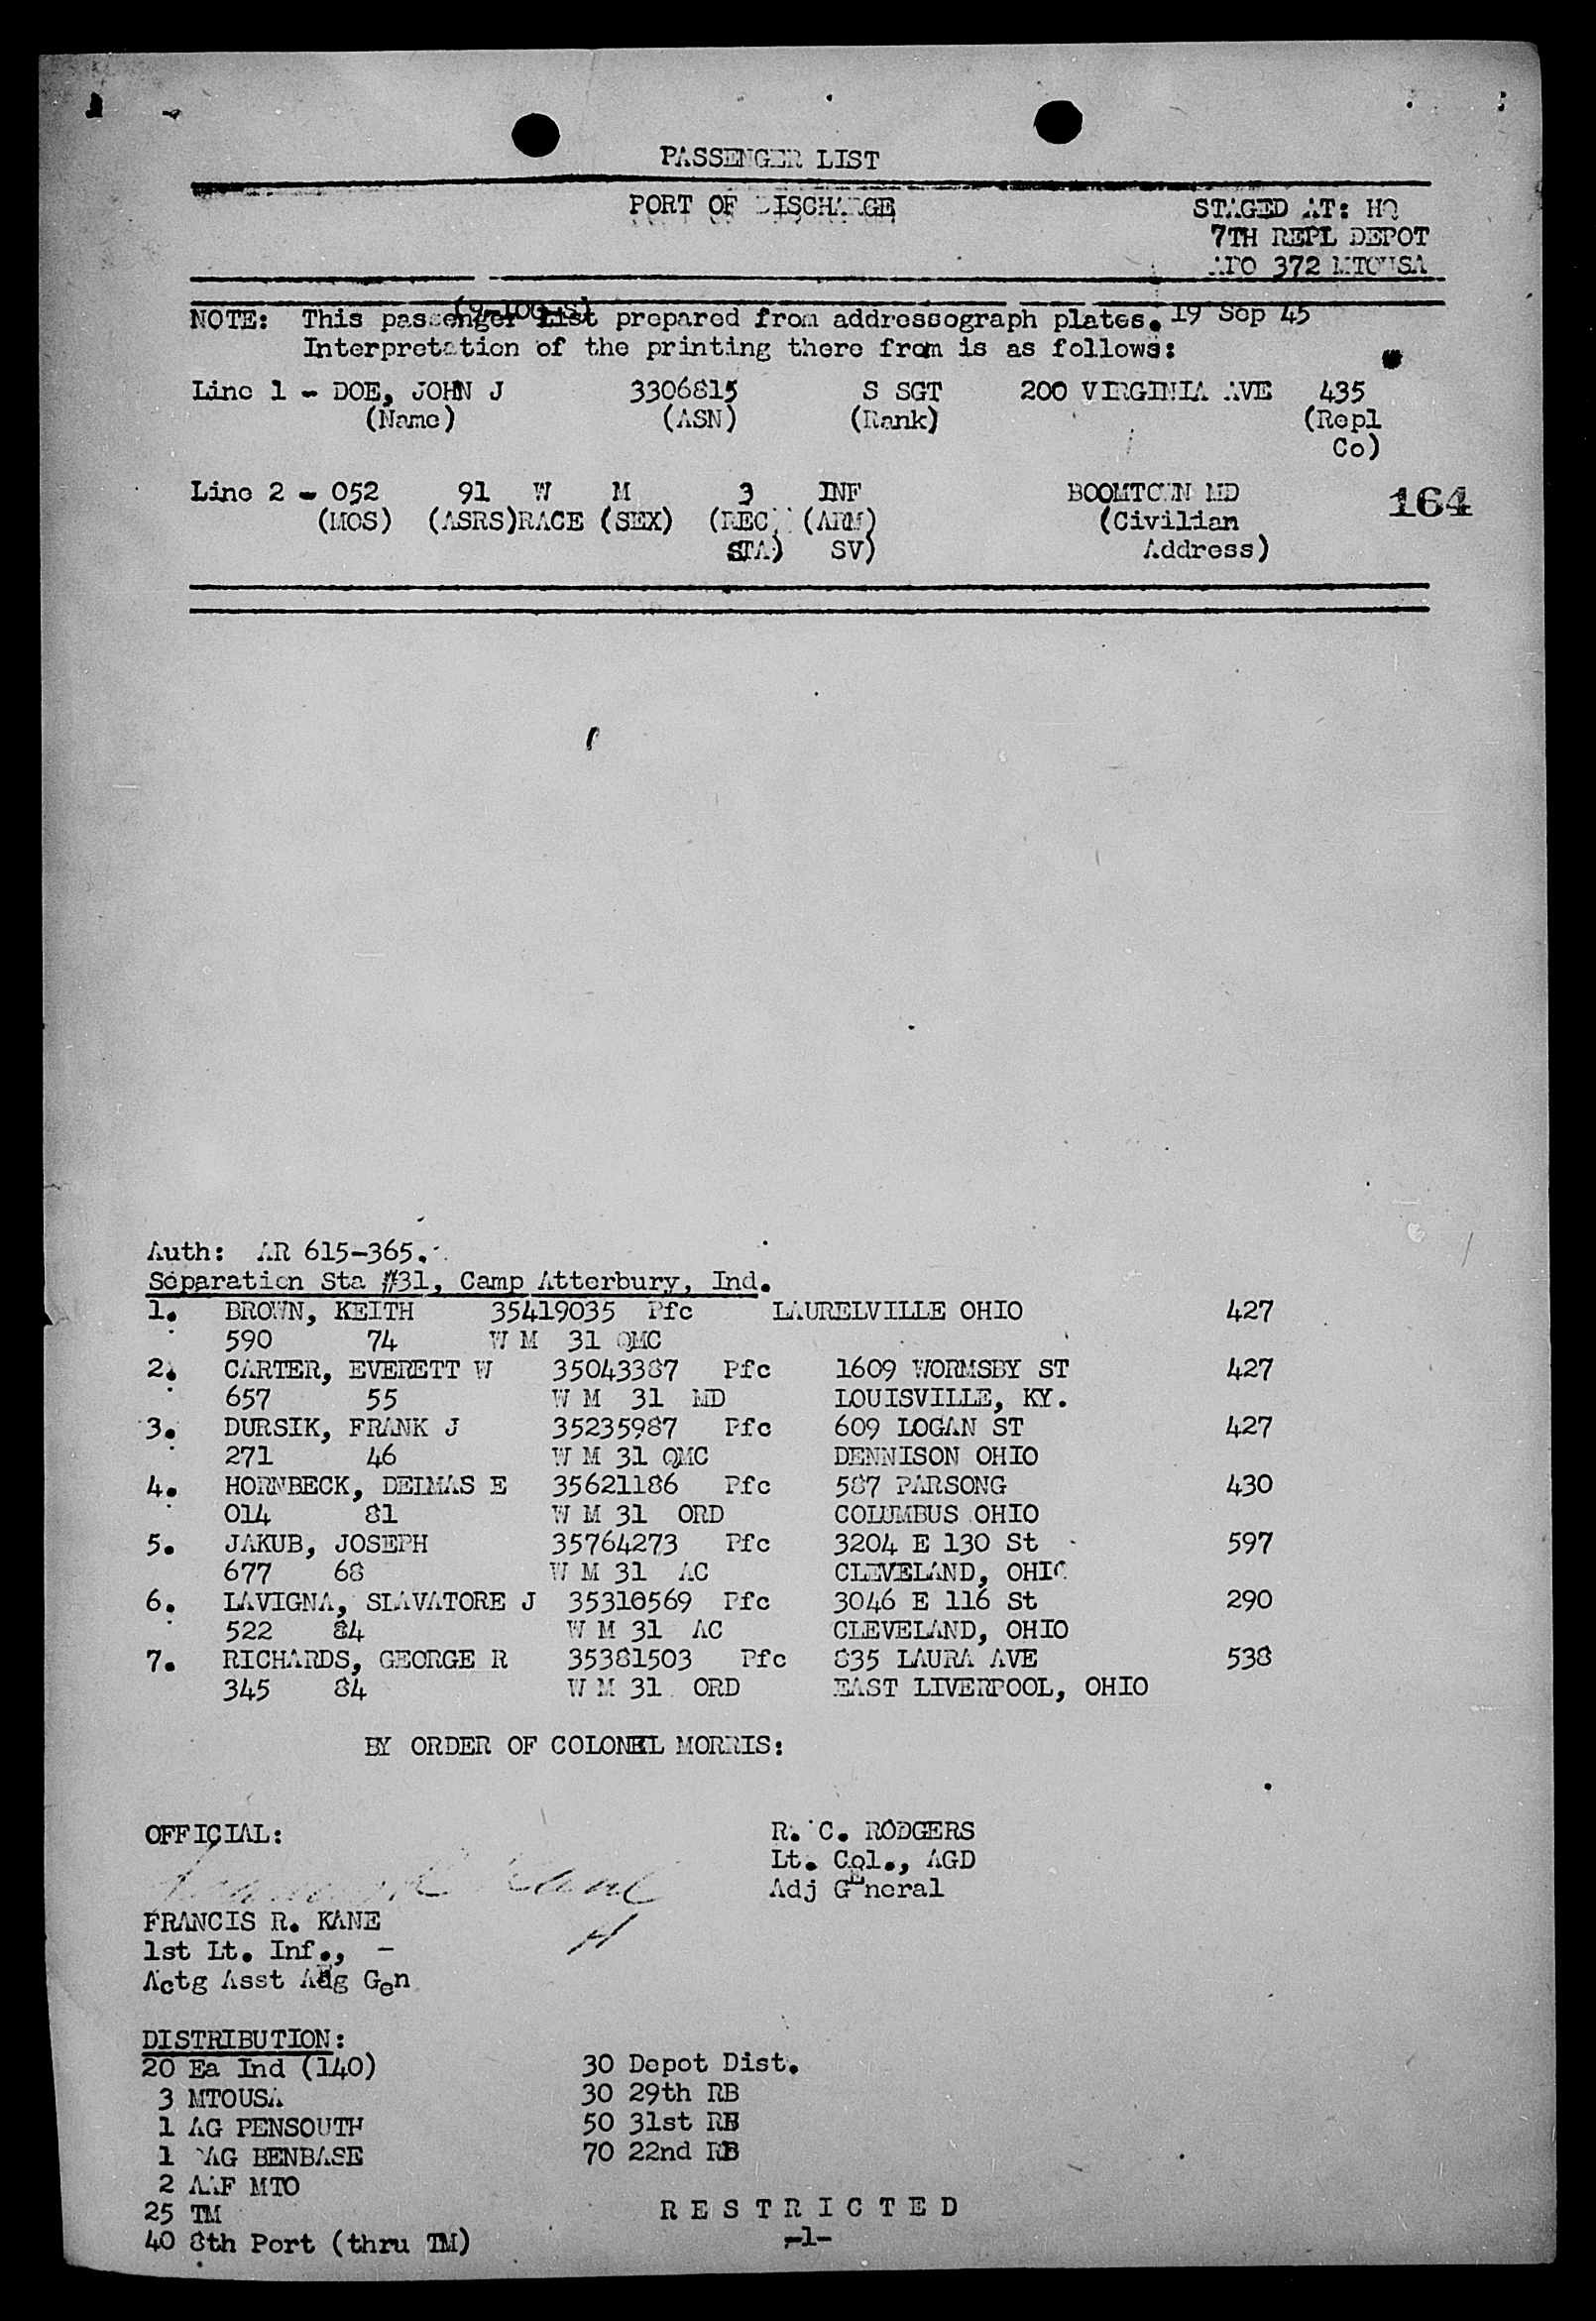 PASSENGER LIST
PORT OF DISCHARGE
STAGED AT: HQ
7TH REPL DEPOT
APO 372 MTOUSA
(9-100-S)
19 Sep 45
NOTE: This passenger list prepared from addressograph plates.
Interpretation of the printing there from is as follows:
Line 1 - DOE, JOHN J 3306815 S SGT 200 VIRGINIA AVE 435
(Name) (ASN) (Rank) (Repl
Co)
Line 2 - 052 91 W M 3 INF BOOMTOWN MD 164
(MOS) (ASRS)RACE (SEX) (REC (ARM) (Civilian
STA) SV) Address)
Auth: AR 615-365.
Separation Sta #31, Camp Atterbury, Ind.
1. BROWN, KEITH 35419035 Pfc LAURELVILLE OHIO 427
590 74 W M 31 QMC
2. CARTER, EVERETT W 35043387 Pfc 1609 WORMSBY ST 427
657 55 W M 31 MD LOUISVILLE, KY.
3. DURSIK, FRANK J 35235987 Pfc 609 LOGAN ST 427
271 46 W M 31 QMC DENNISON OHIO
4. HORNBECK, DEIMAS E 35621186 Pfc 587 PARSONG 430
014 81 W M 31 ORD COLUMBUS OHIO
5. JAKUB, JOSEPH 35764273 Pfc 3204 E 130 St 597
677 68 W M 31 AC CLEVELAND, OHIO
6. LAVIGNA, SLAVATORE J 35310569 Pfc 3046 E 116 St 290
522 84 W M 31 AC CLEVELAND, OHIO
7. RICHARDS, GEORGE R 35381503 Pfc 835 LAURA AVE 538
345 84 W M 31 ORD EAST LIVERPOOL, OHIO
BY ORDER OF COLONEL MORRIS:
OFFICIAL:
R. C. RODGERS
Lt. Col., AGD
Adj General
Francis R Kane
FRANCIS R. KANE
1st Lt. Inf., -
Actg Asst Adg Gen
DISTRIBUTION:
20 Ea Ind (140) 30 Depot Dist.
3 MTOUSA 30 29th RB
1 AG PENSOUTH 50 31st RB
1 AG BENBASE 70 22nd RB
2 AAF MTO
25 TM
RESTRICTED
40 8th Port (thru TM)
-1-